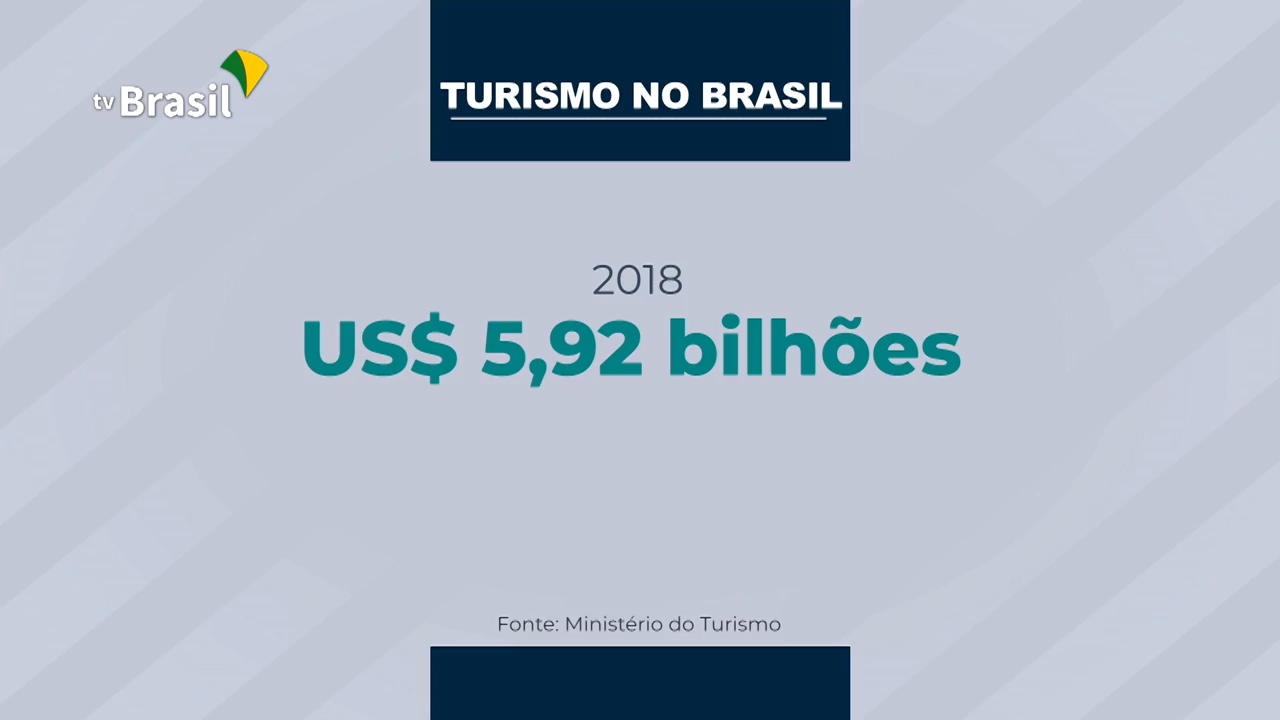 tv Brasil
TURISMO NO BRASIL
2018
US$ 5,92 bilhões
Fonte: Ministério do Turismo